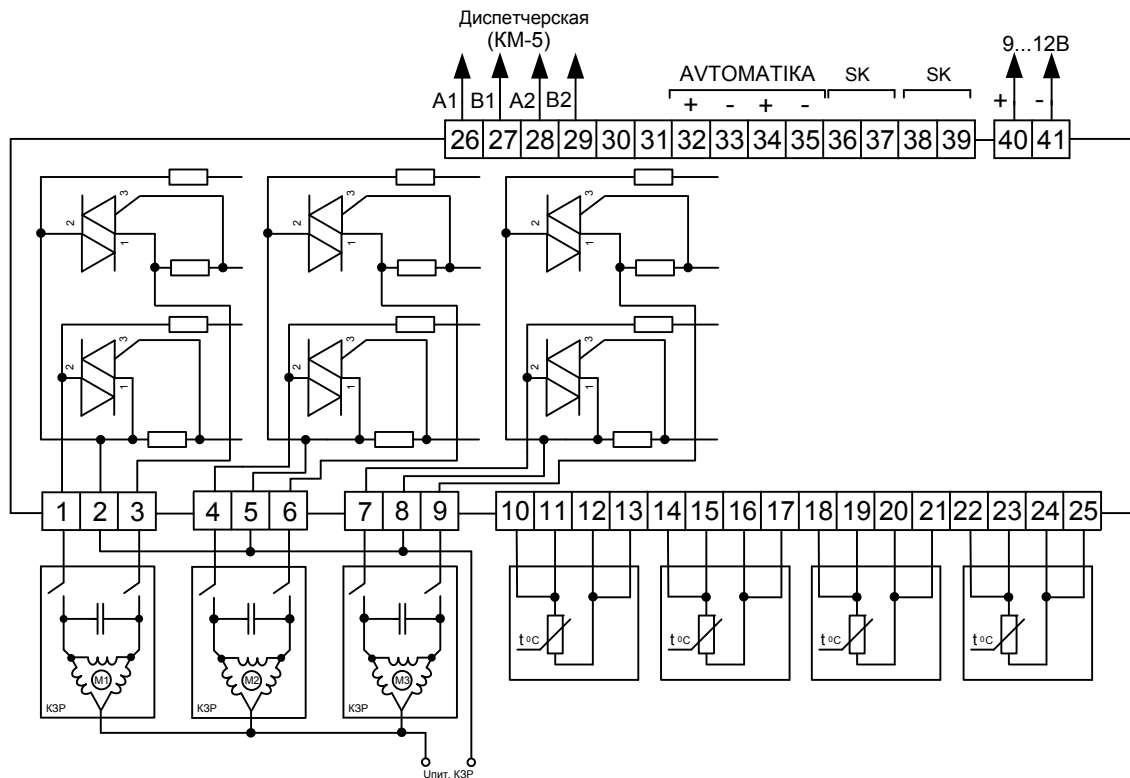 Диспетчерская
(КМ-5)
9...12В
AVTOMATIKA SK SK
A1 B1 A2 B2 + - + - + -
26 27 28 29 30 31 32 33 34 35 36 37 38 39 40 41
3 3 3
2 2 2
1 1 1
3 3 3
2 2 2
1 1 1
1 2 3 4 5 6 7 8 9 10 11 12 13 14 15 16 17 18 19 20 21 22 23 24 25
t °C t °C t °C t °C
М1 М2 М3
КЗР КЗР КЗР
Uпит. КЗР